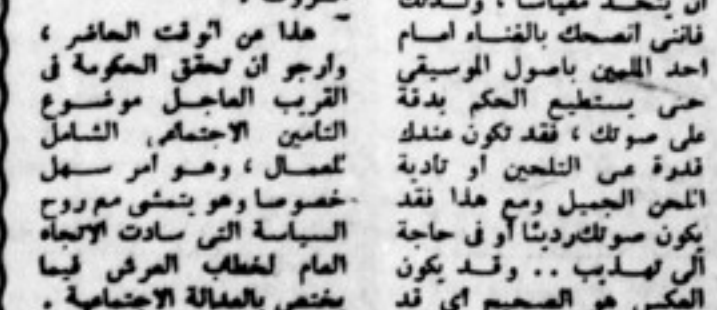 فاننى انصحك بالغناء امام
احد الملمين باصول الموسيقى
حتى يستطيع الحكم بدقة
على صوتك ، فقد تكون عندك
قدرة على التلحين او تادية
اللحن الجميل ومع هذا فقد
يكون صوتك رديئا او فى حاجة
الى تهذيب .. وقد يكون
العكس هو الصحيح اى قد
هذا عن الوقت الحاضر ،
وارجو ان تحقق الحكومة فى
القريب العاجل موضوع
التامين الاجتماعى الشامل
للعمال ، وهو امر سهل
خصوصا وهو يتمشى مع روح
السياسة التى سادت الاتجاه
العام لخطاب العرش فيما
يختص بالعدالة الاجتماعية .